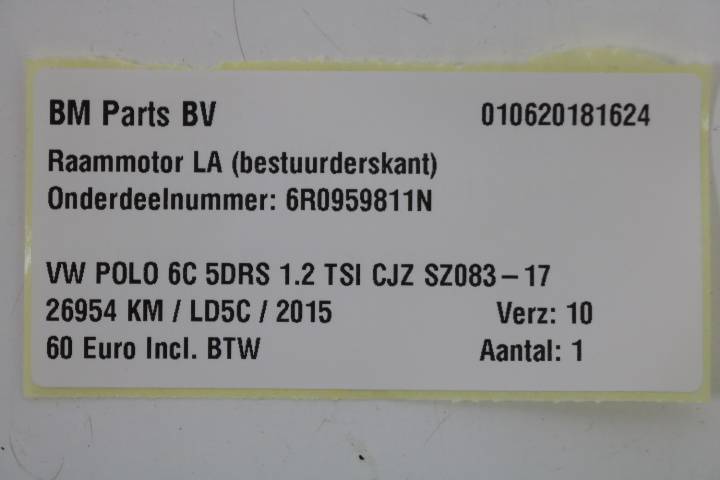 BM Parts BV 010620181624
Raammotor LA (bestuurderskant)
Onderdeelnummer: 6R0959811N
VW POLO 6C 5DRS 1.2 TSI CJZ SZ083 – 17
26954 KM / LD5C / 2015 Verz: 10
60 Euro Incl. BTW Aantal: 1